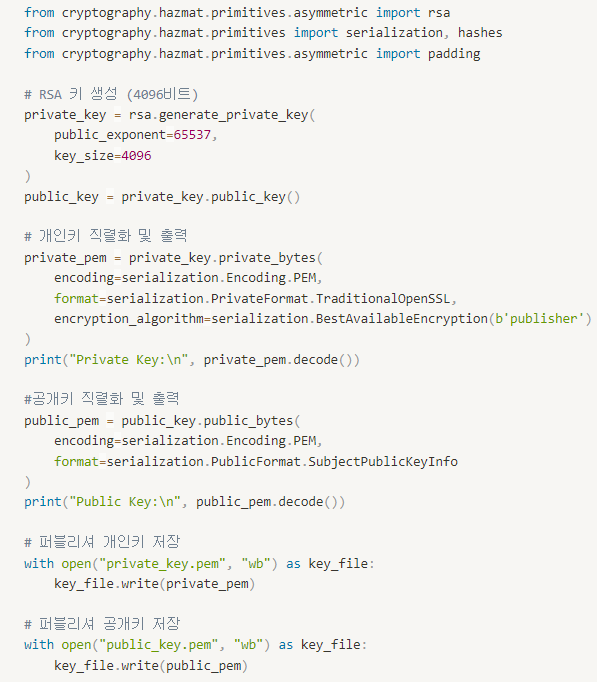 from cryptography.hazmat.primitives.asymmetric import rsa
from cryptography.hazmat.primitives import serialization, hashes
from cryptography.hazmat.primitives.asymmetric import padding

# RSA 키 생성 (4096비트)
private_key = rsa.generate_private_key(
    public_exponent=65537,
    key_size=4096
)
public_key = private_key.public_key()

# 개인키 직렬화 및 출력
private_pem = private_key.private_bytes(
    encoding=serialization.Encoding.PEM,
    format=serialization.PrivateFormat.TraditionalOpenSSL,
    encryption_algorithm=serialization.BestAvailableEncryption(b'publisher')
)
print("Private Key:\n", private_pem.decode())

#공개키 직렬화 및 출력
public_pem = public_key.public_bytes(
    encoding=serialization.Encoding.PEM,
    format=serialization.PublicFormat.SubjectPublicKeyInfo
)
print("Public Key:\n", public_pem.decode())

# 퍼블리셔 개인키 저장
with open("private_key.pem", "wb") as key_file:
    key_file.write(private_pem)

# 퍼블리셔 공개키 저장
with open("public_key.pem", "wb") as key_file:
    key_file.write(public_pem)